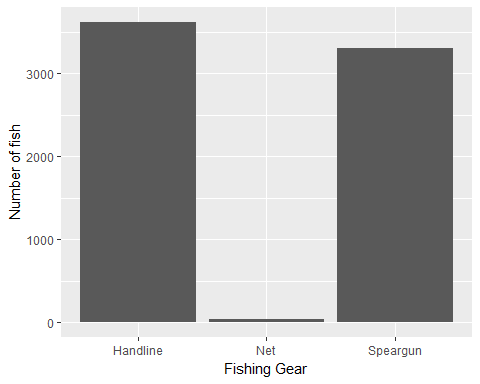 Number of fish
3000
2000
1000
0
Handline Net Speargun
Fishing Gear